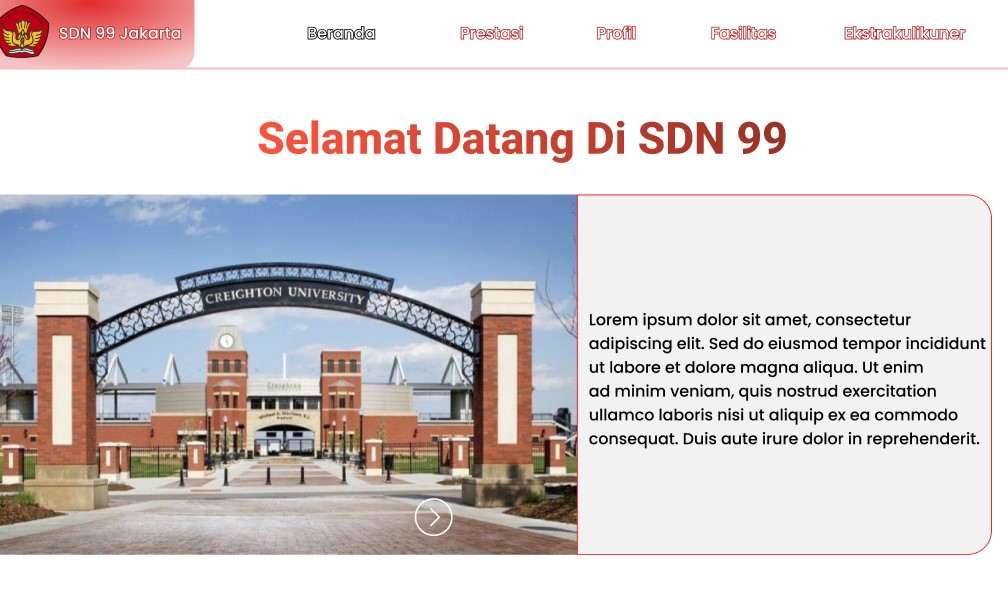 SDN 99 Jakarta
Beranda
Prestasi
Profil
Fasilitas
Ekstrakulikuner
Selamat Datang Di SDN 99
CREIGHTON UNIVERSITY
Creighton
Lorem ipsum dolor sit amet, consectetur
adipiscing elit. Sed do eiusmod tempor incididunt
ut labore et dolore magna aliqua. Ut enim
ad minim veniam, quis nostrud exercitation
ullamco laboris nisi ut aliquip ex ea commodo
consequat. Duis aute irure dolor in reprehenderit.